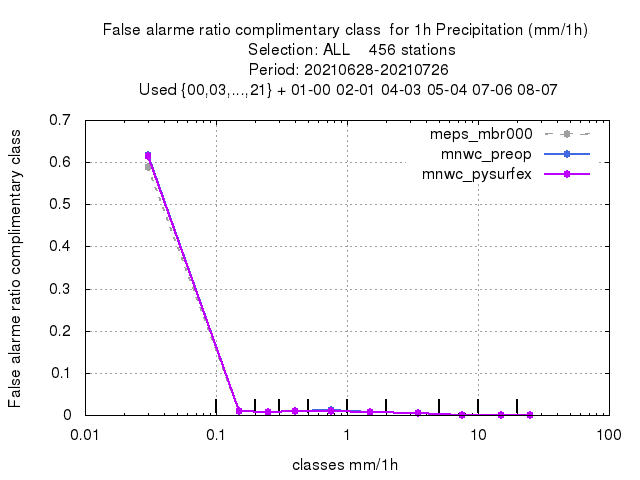 False alarme ratio complimentary class  for 1h Precipitation (mm/1h)
Selection: ALL    456 stations
Period: 20210628-20210726
Used {00,03,...,21} + 01-00 02-01 04-03 05-04 07-06 08-07
meps_mbr000
mnwc_preop
mnwc_pysurfex
False alarme ratio complimentary class
0.7
0.6
0.5
0.4
0.3
0.2
0.1
0
0.01
0.1
1
10
100
classes mm/1h